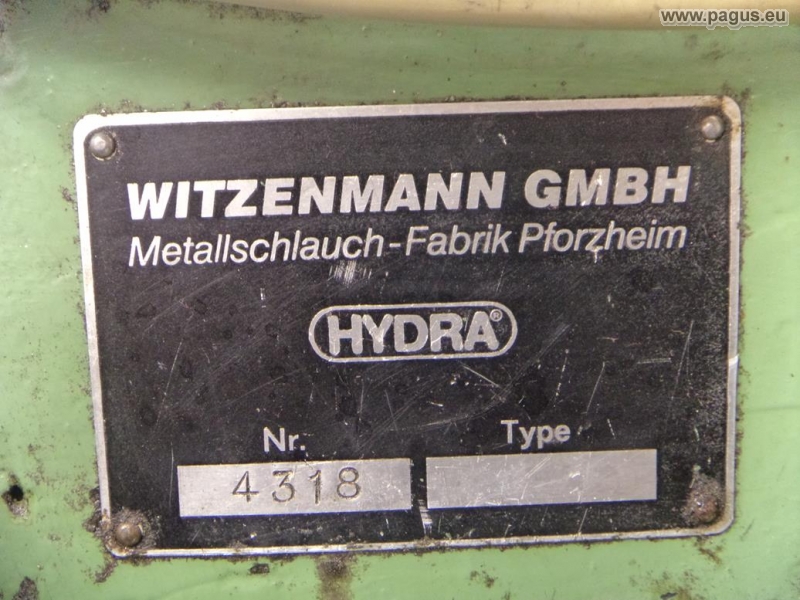 www.pagus.eu
WITZENMANN GMBH
Metallschlauch-Fabrik Pforzheim
HYDRA®
Nr. Type
4318